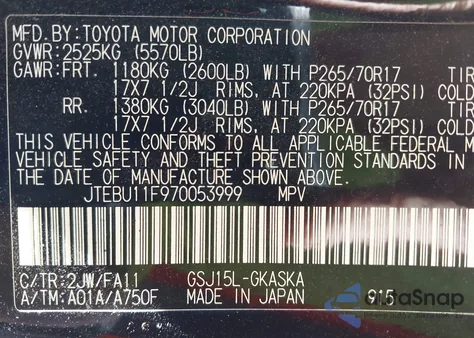 MFD.BY:TOYOTA MOTOR CORPORATION
GVWR:2525KG (5570LB)
GAWR:FRT. 1180KG (2600LB) WITH P265/70R17 TIR
17X7 1/2J RIMS, AT 220KPA (32PSI) COLD
RR. 1380KG (3040LB) WITH P265/70R17 TIR
17X7 1/2J RIMS, AT 220KPA (32PSI) COLD
THIS VEHICLE CONFORMS TO ALL APPLICABLE FEDERAL M
VEHICLE SAFETY AND THEFT PREVENTION STANDARDS IN
THE DATE OF MANUFACTURE SHOWN ABOVE.
JTEBU11F970053999 MPV
C/TR:2JW/FA11 GSJ15L-GKASKA
A/TM:A01A/A750F MADE IN JAPAN 915